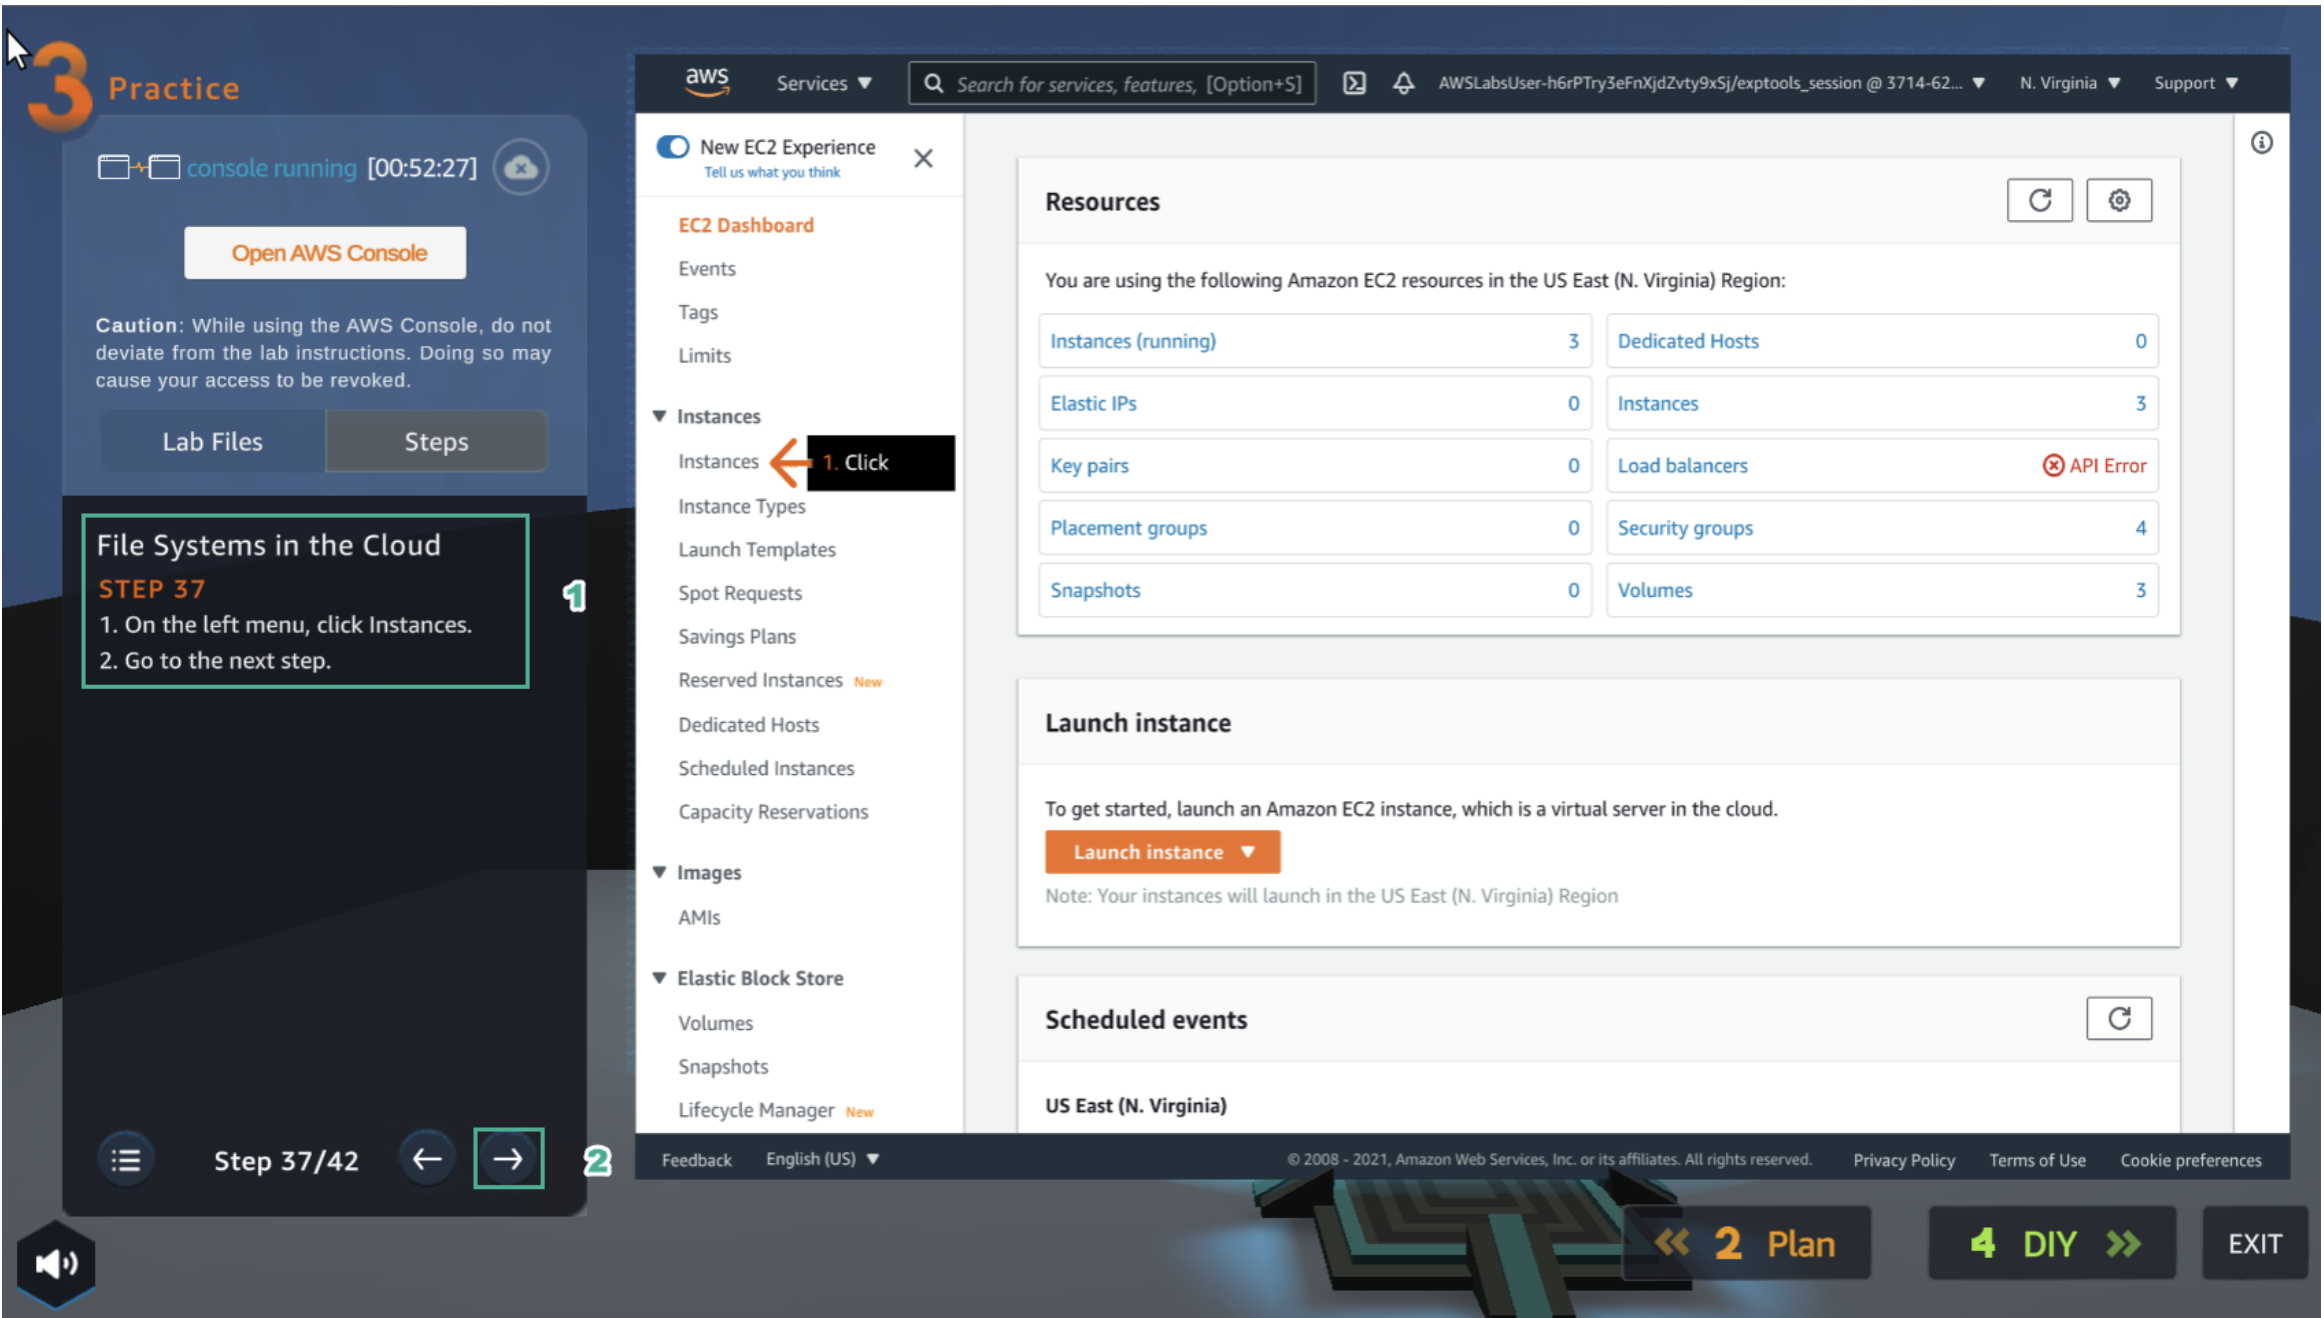 3 Practice
console running [00:52:27]
Open AWS Console
Caution: While using the AWS Console, do not
deviate from the lab instructions. Doing so may
cause your access to be revoked.
Lab Files
Steps
File Systems in the Cloud
STEP 37
1. On the left menu, click Instances.
2. Go to the next step.
1
Step 37/42
2
aws
Services
Search for services, features, [Option+S]
AWSLabsUser-h6rPTry3eFnXjdZvty9xSj/exptools_session @ 3714-62...
N. Virginia
Support
New EC2 Experience
Tell us what you think
EC2 Dashboard
Events
Tags
Limits
Instances
Instances
1. Click
Instance Types
Launch Templates
Spot Requests
Savings Plans
Reserved Instances New
Dedicated Hosts
Scheduled Instances
Capacity Reservations
Images
AMIs
Elastic Block Store
Volumes
Snapshots
Lifecycle Manager New
Resources
You are using the following Amazon EC2 resources in the US East (N. Virginia) Region:
Instances (running) 3
Dedicated Hosts 0
Elastic IPs 0
Instances 3
Key pairs 0
Load balancers API Error
Placement groups 0
Security groups 4
Snapshots 0
Volumes 3
Launch instance
To get started, launch an Amazon EC2 instance, which is a virtual server in the cloud.
Launch instance
Note: Your instances will launch in the US East (N. Virginia) Region
Scheduled events
US East (N. Virginia)
Feedback
English (US)
© 2008 - 2021, Amazon Web Services, Inc. or its affiliates. All rights reserved.
Privacy Policy
Terms of Use
Cookie preferences
2 Plan
4 DIY
EXIT